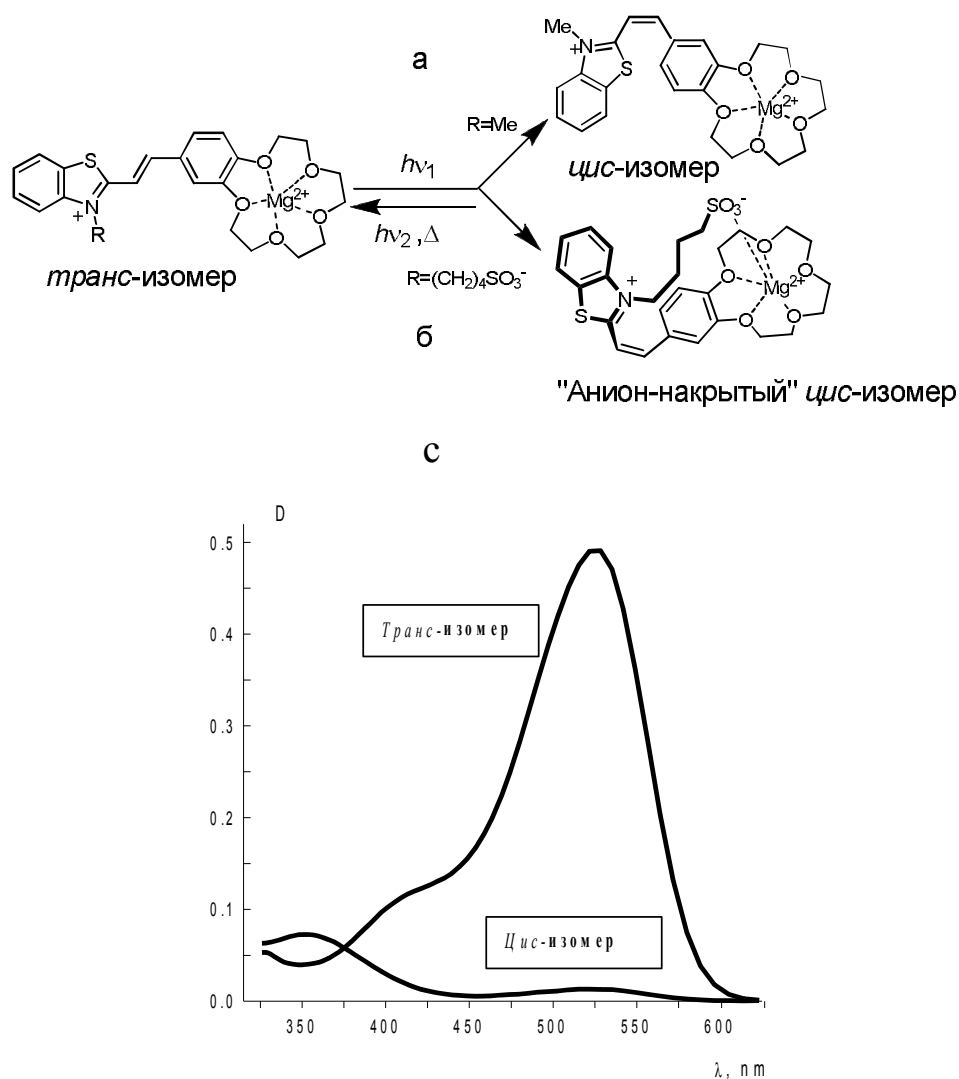 Me
N
+
S
а
R=Me
O
O
O
O
O
Mg2+
цис-изомер
S
N
+
R
O
O
O
O
O
Mg2+
транс-изомер
hν1
hν2 ,Δ
R=(CH2)4SO3-
б
SO3-
N
+
S
O
O
O
O
O
Mg2+
"Анион-накрытый" цис-изомер
с
D
0.5
0.4
0.3
0.2
0.1
0.0
Транс-изомер
Цис-изомер
350 400 450 500 550 600
λ, nm